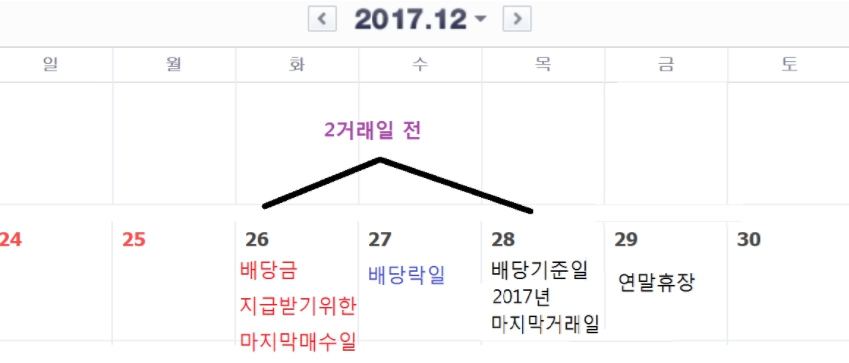 2017.12
일 월 화 수 목 금 토
2거래일 전
24 25 26 27 28 29 30
배당금
지급받기위한
마지막매수일
배당락일
배당기준일
2017년
마지막거래일
연말휴장